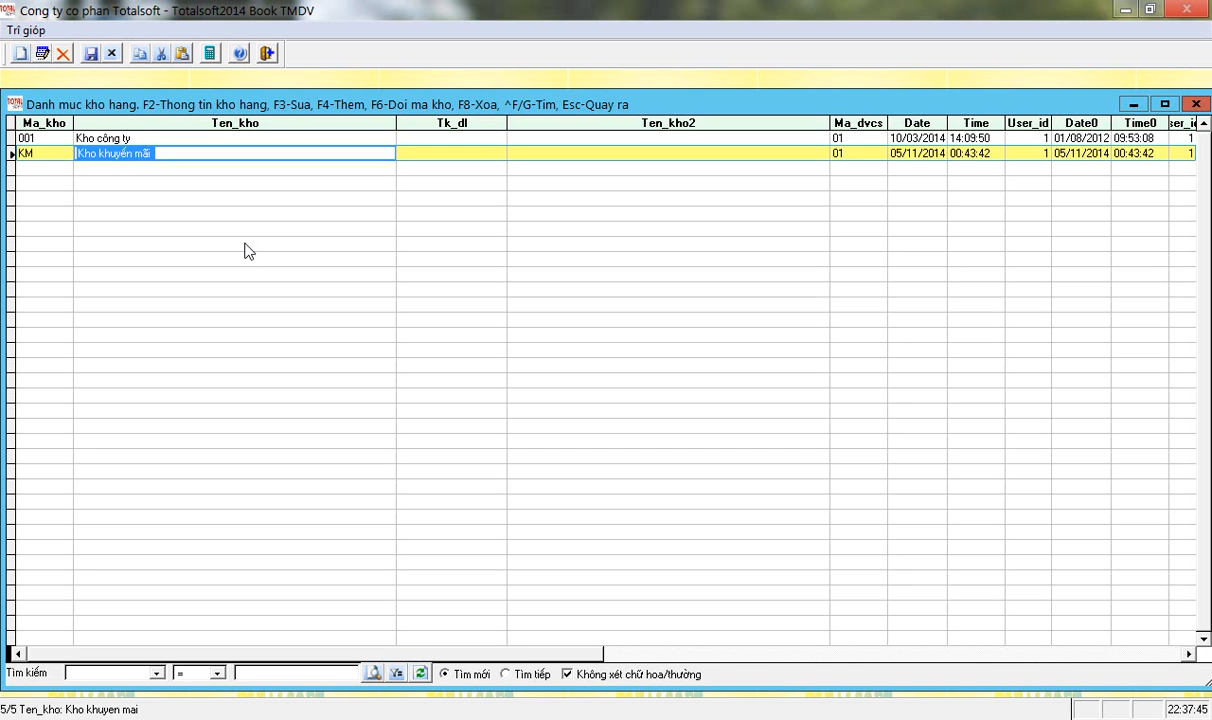 Cong ty co phan Totalsoft - Totalsoft2014 Book TMDV
Trî gióp
Danh muc kho hang. F2-Thong tin kho hang, F3-Sua, F4-Them, F6-Doi ma kho, F8-Xoa, ^F/G-Tim, Esc-Quay ra
Ma_kho Ten_kho Tk_dl Ten_kho2 Ma_dvcs Date Time User_id Date0 Time0
001 Kho công ty 01 10/03/2014 14:09:50 1 01/08/2012 09:53:08 1
KM Kho khuyến mãi 01 05/11/2014 00:43:42 1 05/11/2014 00:43:42 1
Tìm kiếm = Tìm mới Tìm tiếp Không xét chữ hoa/thường
5/5 Ten_kho: Kho khuyen mai 22:37:45